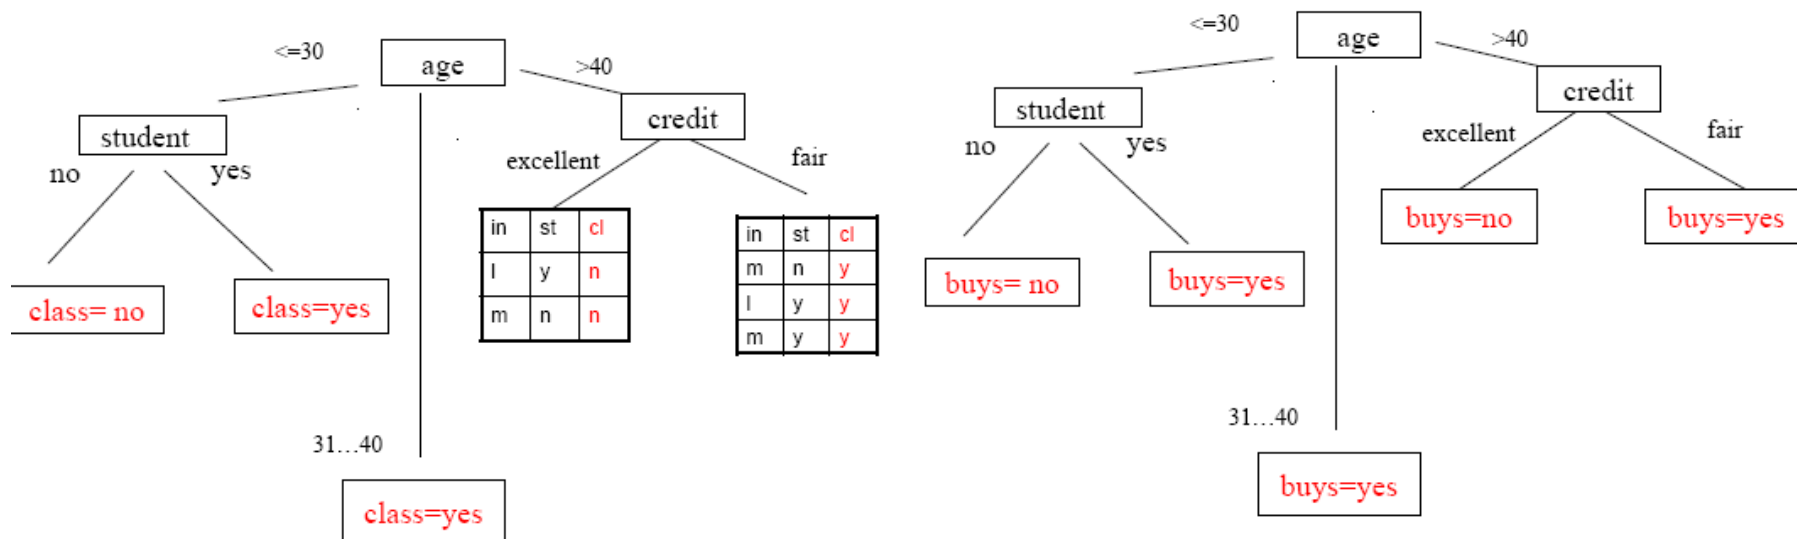 <=30
age
>40
student
credit
no
yes
excellent
fair
in st cl
l y n
m n n
in st cl
m n y
l y y
m y y
class= no
class=yes
31…40
class=yes
<=30
age
>40
student
credit
no
yes
excellent
fair
buys= no
buys=yes
buys=no
buys=yes
31…40
buys=yes